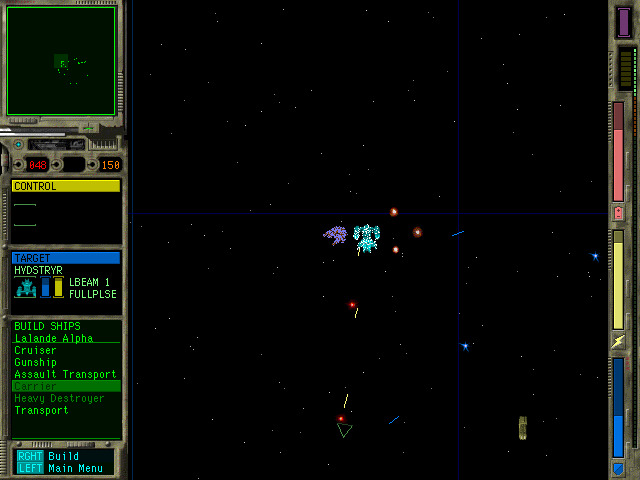 048 150
CONTROL
TARGET
HVDSTRYR
LBEAM 1
FULLPLSE
BUILD SHIPS
Lalande Alpha
Cruiser
Gunship
Assault Transport
Carrier
Heavy Destroyer
Transport
RGHT Build
LEFT Main Menu